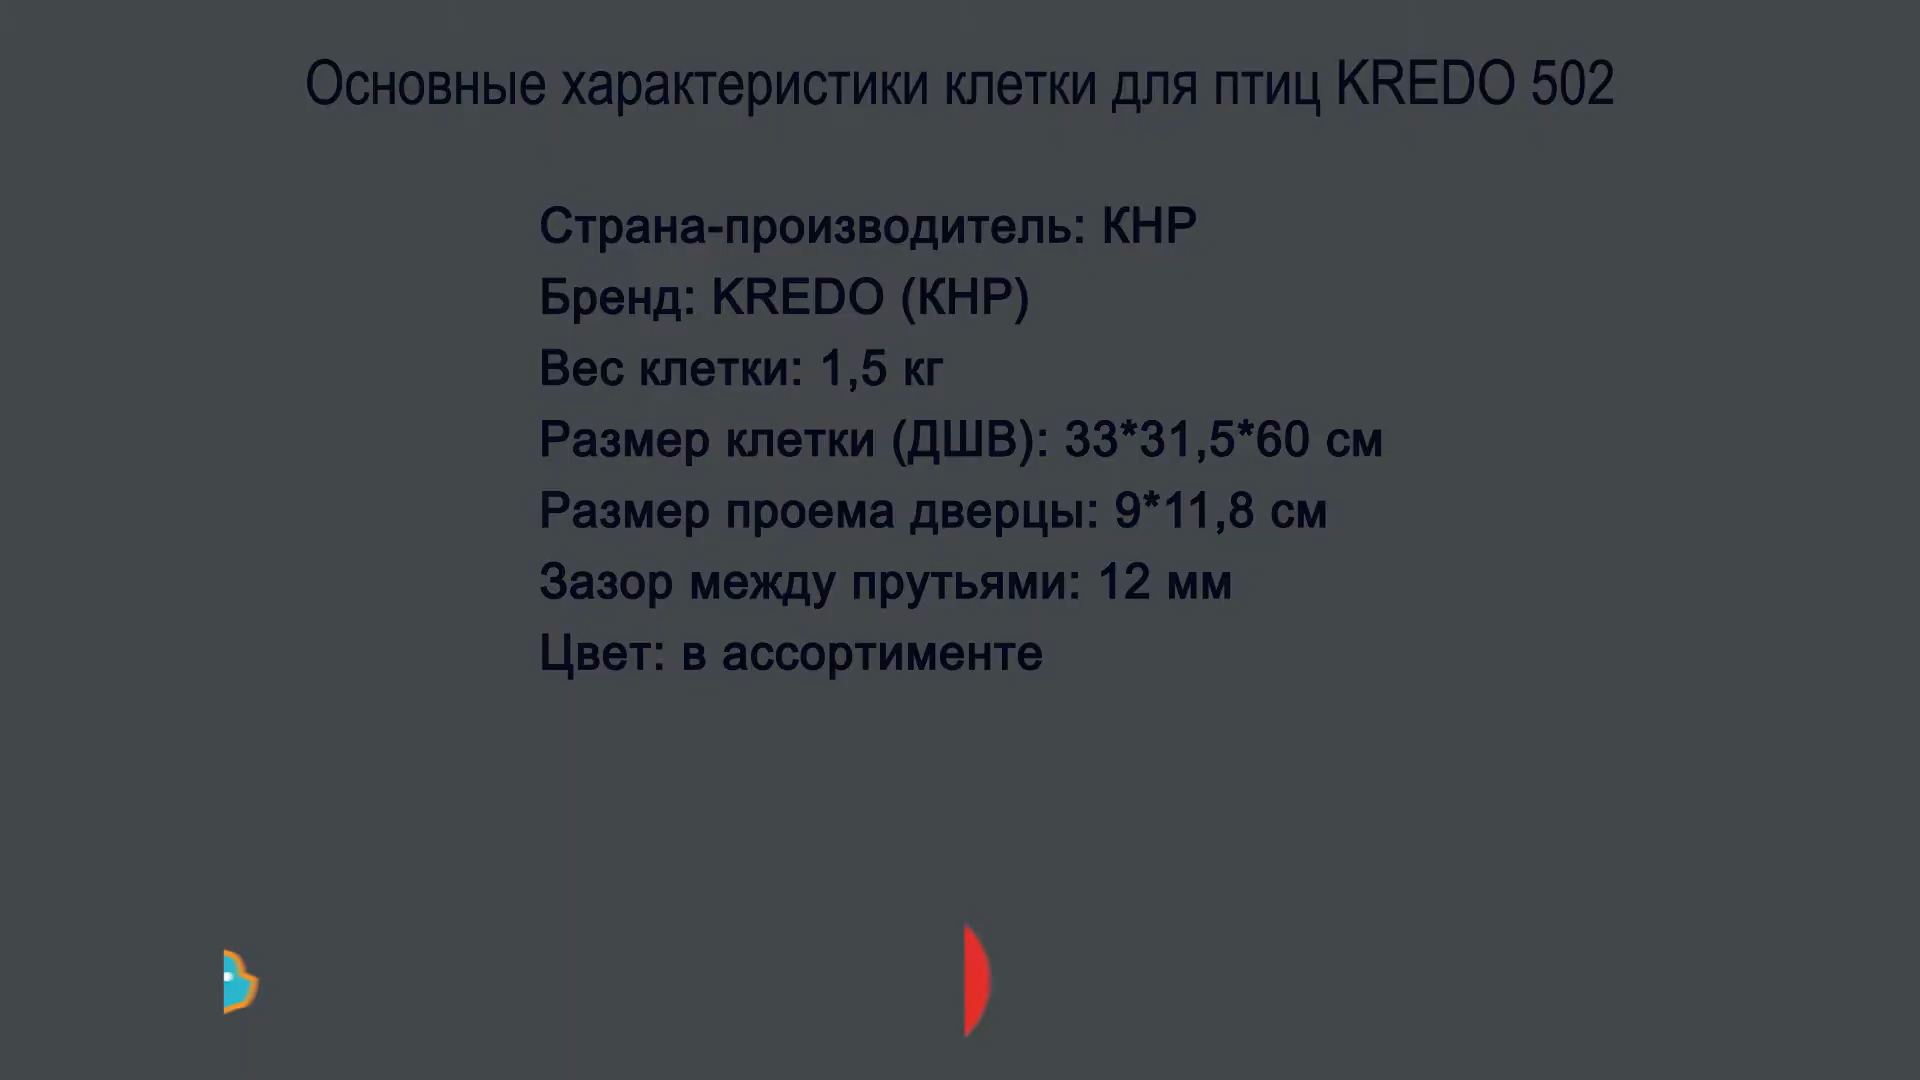 Основные характеристики клетки для птиц KREDO 502
Страна-производитель: КНР
Бренд: KREDO (КНР)
Вес клетки: 1,5 кг
Размер клетки (ДШВ): 33*31,5*60 см
Размер проема дверцы: 9*11,8 см
Зазор между прутьями: 12 мм
Цвет: в ассортименте